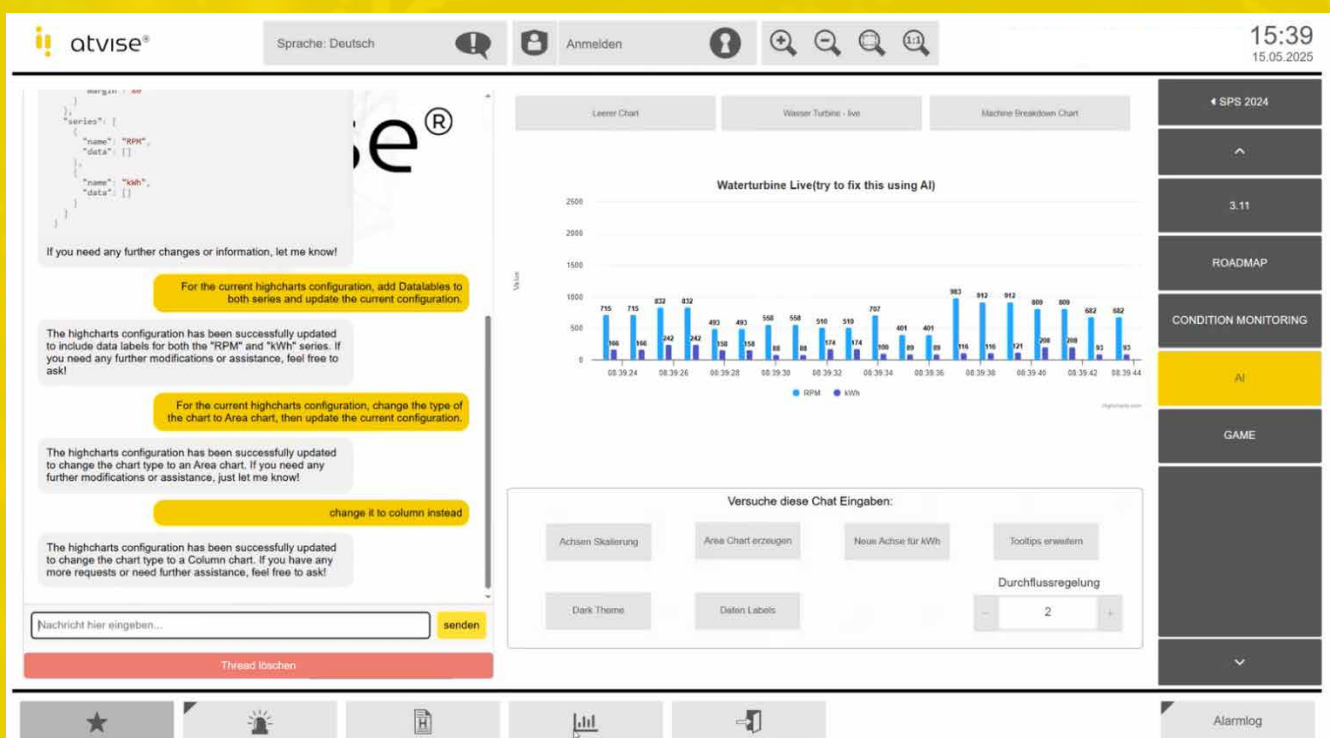 atvise®
Sprache: Deutsch
Anmelden
1:1
15:39
15.05.2025
se®
}
},
"series": [
{
"name": "RPM",
"data": []
},
{
"name": "kWh",
"data": []
}
]
}
If you need any further changes or information, let me know!
For the current highcharts configuration, add Datalables to
both series and update the current configuration.
The highcharts configuration has been successfully updated
to include data labels for both the "RPM" and "kWh" series. If
you need any further modifications or assistance, feel free to
ask!
For the current highcharts configuration, change the type of
the chart to Area chart, then update the current configuration.
The highcharts configuration has been successfully updated
to change the chart type to an Area chart. If you need any
further modifications or assistance, just let me know!
change it to column instead
The highcharts configuration has been successfully updated
to change the chart type to a Column chart. If you have any
more requests or need further assistance, feel free to ask!
Nachricht hier eingeben...
senden
Thread löschen
Leerer Chart
Wasser Turbine - live
Machine Breakdown Chart
Waterturbine Live(try to fix this using AI)
Value
2500
2000
1500
1000
500
0
715 715 832 832 493 493 558 558 510 510 707 401 401 983 912 912 809 809 682 682
166 166 242 242 158 158 88 88 174 174 100 89 89 116 116 121 208 208 93 93
08:39:24 08:39:26 08:39:28 08:39:30 08:39:32 08:39:34 08:39:36 08:39:38 08:39:40 08:39:42 08:39:44
RPM kWh
Highcharts.com
Versuche diese Chat Eingaben:
Achsen Skalierung
Area Chart erzeugen
Neue Achse für kWh
Tooltips erweitern
Dark Theme
Daten Labels
Durchflussregelung
- 2 +
SPS 2024
3.11
ROADMAP
CONDITION MONITORING
AI
GAME
H
Alarmlog